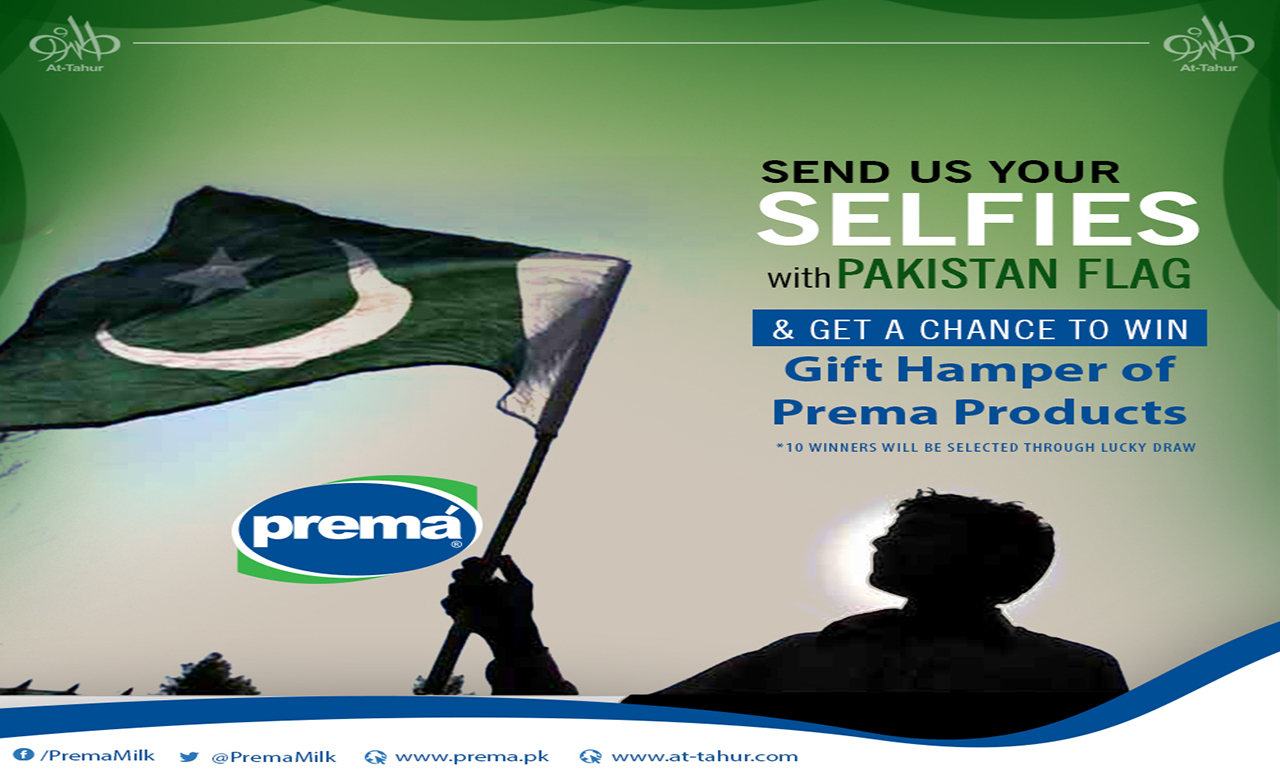 At-Tahur
At-Tahur
SEND US YOUR
SELFIES
with PAKISTAN FLAG
& GET A CHANCE TO WIN
Gift Hamper of
Prema Products
*10 WINNERS WILL BE SELECTED THROUGH LUCKY DRAW
premá®
/PremaMilk @PremaMilk www.prema.pk www.at-tahur.com